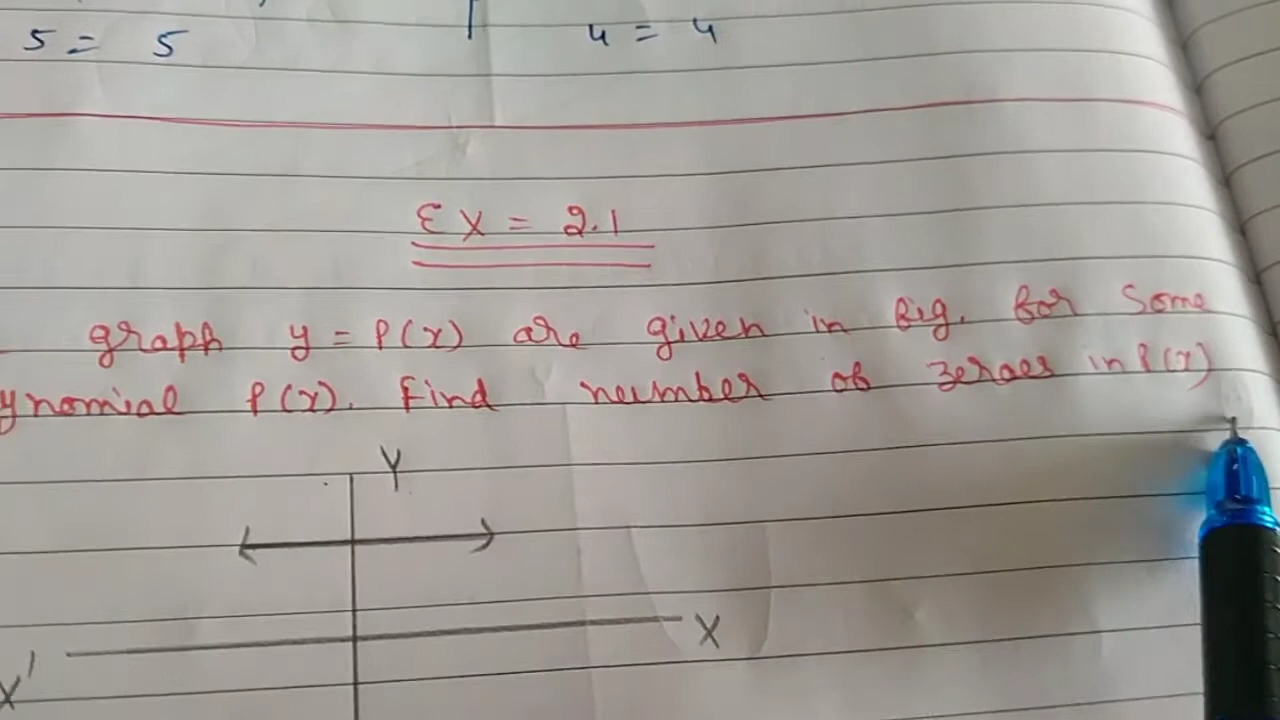 5 = 5
4 = 4
EX = 2.1
graph y = P(x) are given in fig. for some
ynomial P(x). Find number of zeroes in P(x)
Y
X
X'